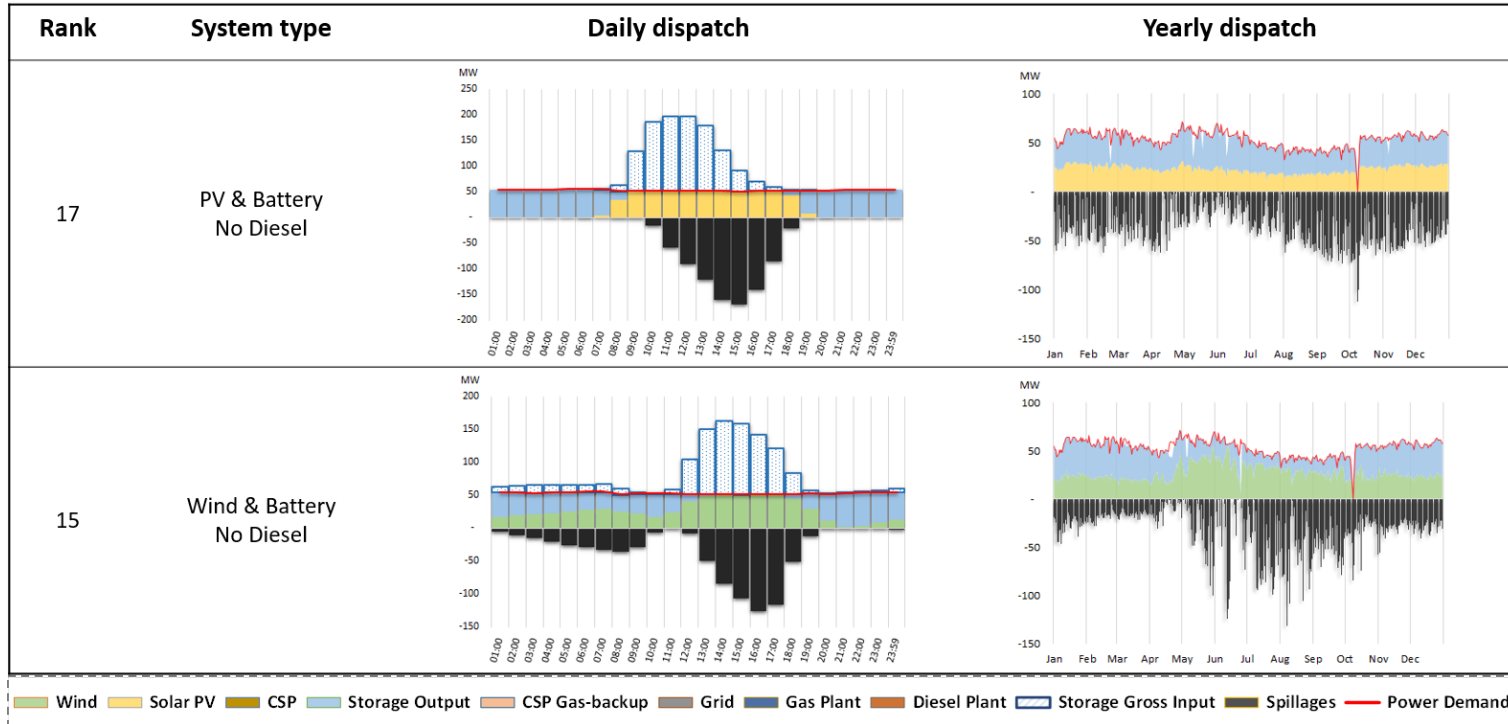 Rank System type Daily dispatch Yearly dispatch
MW
250
200
150
100
50
-
-50
-100
-150
-200
01:00 02:00 03:00 04:00 05:00 06:00 07:00 08:00 09:00 10:00 11:00 12:00 13:00 14:00 15:00 16:00 17:00 18:00 19:00 20:00 21:00 22:00 23:00 23:59
17
PV & Battery
No Diesel
MW
100
50
-
-50
-100
-150
Jan Feb Mar Apr May Jun Jul Aug Sep Oct Nov Dec
MW
200
150
100
50
-
-50
-100
-150
01:00 02:00 03:00 04:00 05:00 06:00 07:00 08:00 09:00 10:00 11:00 12:00 13:00 14:00 15:00 16:00 17:00 18:00 19:00 20:00 21:00 22:00 23:00 23:59
15
Wind & Battery
No Diesel
MW
100
50
-
-50
-100
-150
Jan Feb Mar Apr May Jun Jul Aug Sep Oct Nov Dec
Wind Solar PV CSP Storage Output CSP Gas-backup Grid Gas Plant Diesel Plant Storage Gross Input Spillages Power Demand